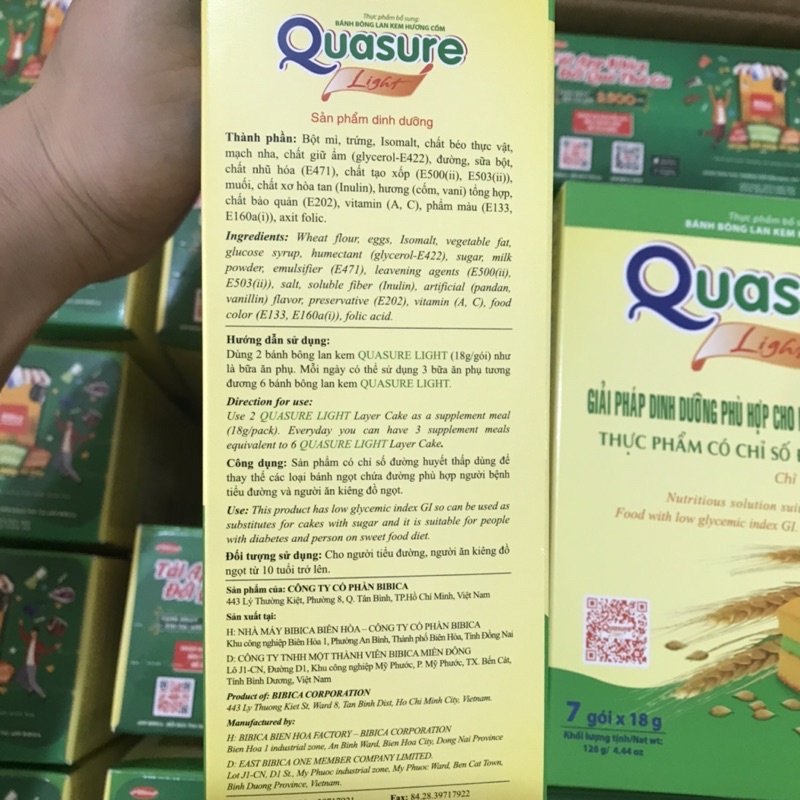 Thực phẩm bổ sung
BÁNH BÔNG LAN KEM HƯƠNG CỐM
Quasure
Light
Sản phẩm dinh dưỡng
Thành phần: Bột mì, trứng, Isomalt, chất béo thực vật,
mạch nha, chất giữ ẩm (glycerol-E422), đường, sữa bột,
chất nhũ hóa (E471), chất tạo xốp (E500(ii), E503(ii)),
muối, chất xơ hòa tan (Inulin), hương (cốm, vani) tổng hợp,
chất bảo quản (E202), vitamin (A, C), phẩm màu (E133,
E160a(i)), axit folic.
Ingredients: Wheat flour, eggs, Isomalt, vegetable fat,
glucose syrup, humectant (glycerol-E422), sugar, milk
powder, emulsifier (E471), leavening agents (E500(ii),
E503(ii)), salt, soluble fiber (Inulin), artificial (pandan,
vanillin) flavor, preservative (E202), vitamin (A, C), food
color (E133, E160a(i)), folic acid.
Hướng dẫn sử dụng:
Dùng 2 bánh bông lan kem QUASURE LIGHT (18g/gói) như
là bữa ăn phụ. Mỗi ngày có thể sử dụng 3 bữa ăn phụ tương
đương 6 bánh bông lan kem QUASURE LIGHT.
Direction for use:
Use 2 QUASURE LIGHT Layer Cake as a supplement meal
(18g/pack). Everyday you can have 3 supplement meals
equivalent to 6 QUASURE LIGHT Layer Cake.
Công dụng: Sản phẩm có chỉ số đường huyết thấp dùng để
thay thế các loại bánh ngọt chứa đường phù hợp người bệnh
tiểu đường và người ăn kiêng đồ ngọt.
Use: This product has low glycemic index GI so can be used as
substitutes for cakes with sugar and it is suitable for people
with diabetes and person on sweet food diet.
Đối tượng sử dụng: Cho người tiểu đường, người ăn kiêng đồ
ngọt từ 10 tuổi trở lên.
Sản phẩm của: CÔNG TY CỔ PHẦN BIBICA
443 Lý Thường Kiệt, Phường 8, Q. Tân Bình, TP.Hồ Chí Minh, Việt Nam
Sản xuất tại:
H: NHÀ MÁY BIBICA BIÊN HÒA – CÔNG TY CỔ PHẦN BIBICA
Khu công nghiệp Biên Hòa 1, Phường An Bình, Thành phố Biên Hòa, Tỉnh Đồng Nai
D: CÔNG TY TNHH MỘT THÀNH VIÊN BIBICA MIỀN ĐÔNG
Lô J1-CN, Đường D1, Khu công nghiệp Mỹ Phước, P. Mỹ Phước, TX. Bến Cát,
Tỉnh Bình Dương, Việt Nam
Product of: BIBICA CORPORATION
443 Ly Thuong Kiet St, Ward 8, Tan Binh Dist, Ho Chi Minh City, Vietnam.
Manufactured by:
H: BIBICA BIEN HOA FACTORY – BIBICA CORPORATION
Bien Hoa 1 industrial zone, An Binh Ward, Bien Hoa City, Dong Nai Province
D: EAST BIBICA ONE MEMBER COMPANY LIMITED.
Lot J1-CN, D1 St., My Phuoc industrial zone, My Phuoc Ward, Ben Cat Town,
Binh Duong Province, Vietnam.
Fax: 84.28.39717922
Thực phẩm bổ
BÁNH BÔNG LAN KEM
Quas
Light
GIẢI PHÁP DINH DƯỠNG PHÙ HỢP CHO
THỰC PHẨM CÓ CHỈ SỐ
Chỉ
Nutritious solution
Food with low glycemic index GI.
Quasure
7 gói x 18 g
Khối lượng tịnh/Net wt:
126 g/ 4.44 oz